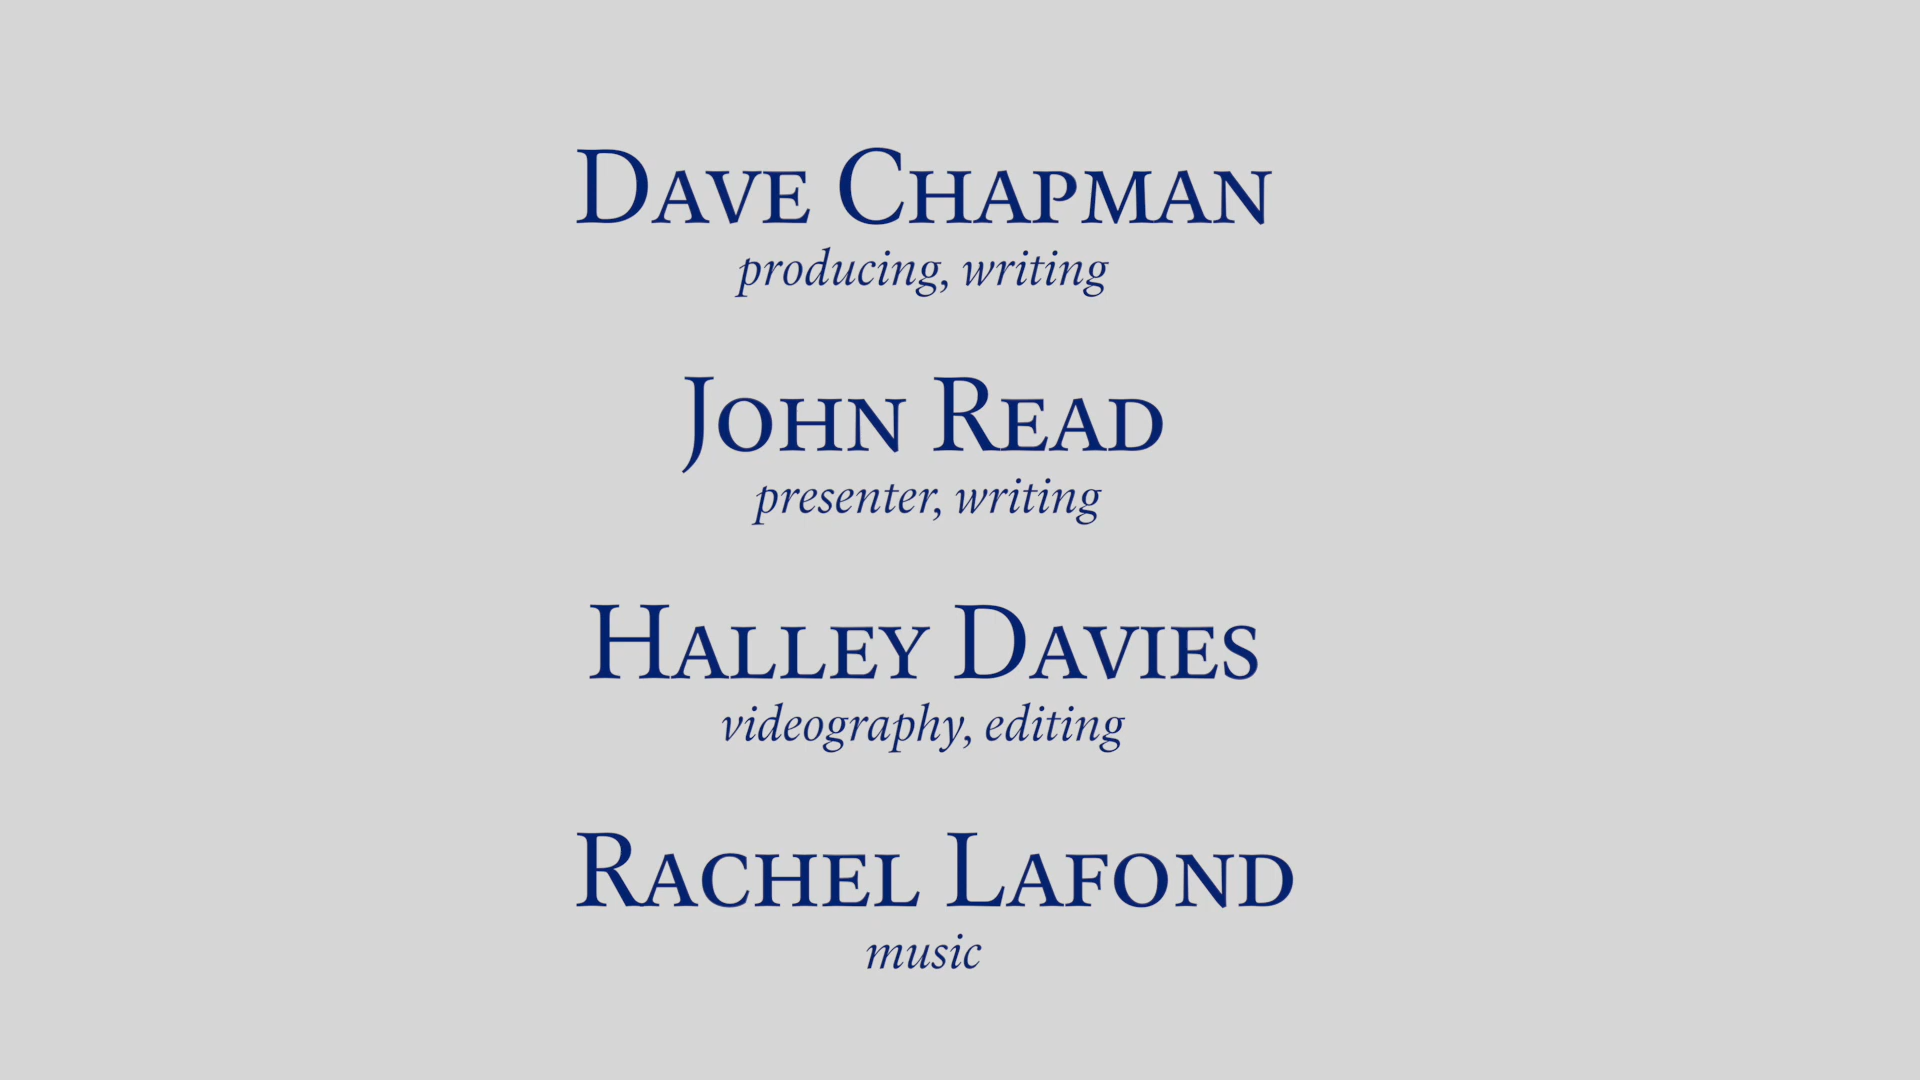 Dave Chapman
producing, writing
John Read
presenter, writing
Halley Davies
videography, editing
Rachel Lafond
music